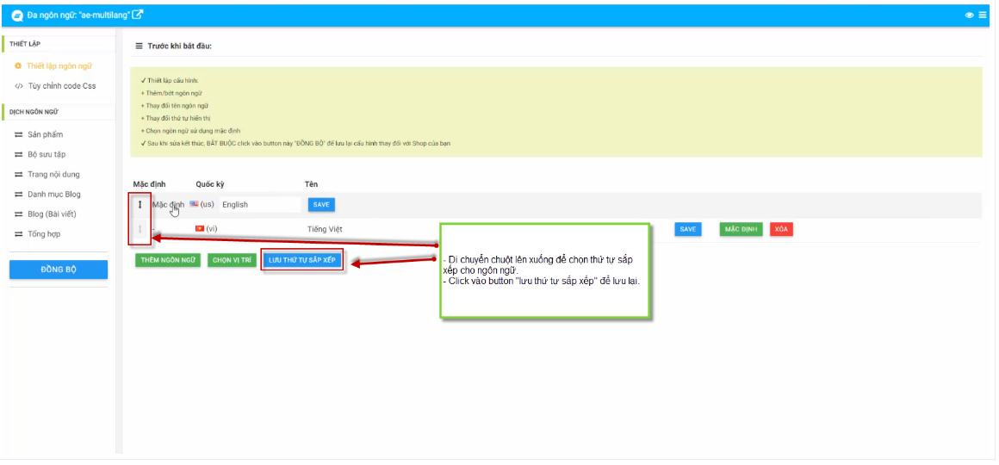 Đa ngôn ngữ: "ae-multilang"
THIẾT LẬP
Thiết lập ngôn ngữ
Tùy chỉnh code Css
DỊCH NGÔN NGỮ
Sản phẩm
Bộ sưu tập
Trang nội dung
Danh mục Blog
Blog (Bài viết)
Tổng hợp
ĐỒNG BỘ
Trước khi bắt đầu:
✓ Thiết lập cấu hình:
+ Thêm/bớt ngôn ngữ
+ Thay đổi tên ngôn ngữ
+ Thay đổi thứ tự hiển thị
+ Chọn ngôn ngữ sử dụng mặc định
✓ Sau khi sửa kết thúc, BẮT BUỘC click vào button này "ĐỒNG BỘ" để lưu lại cấu hình thay đổi với Shop của bạn
Mặc định Quốc kỳ Tên
Mặc định (us) English SAVE
- (vi) Tiếng Việt SAVE MẶC ĐỊNH XÓA
THÊM NGÔN NGỮ CHỌN VỊ TRÍ LƯU THỨ TỰ SẮP XẾP
- Di chuyển chuột lên xuống để chọn thứ tự sắp
xếp cho ngôn ngữ.
- Click vào button "lưu thứ tự sắp xếp" để lưu lại.